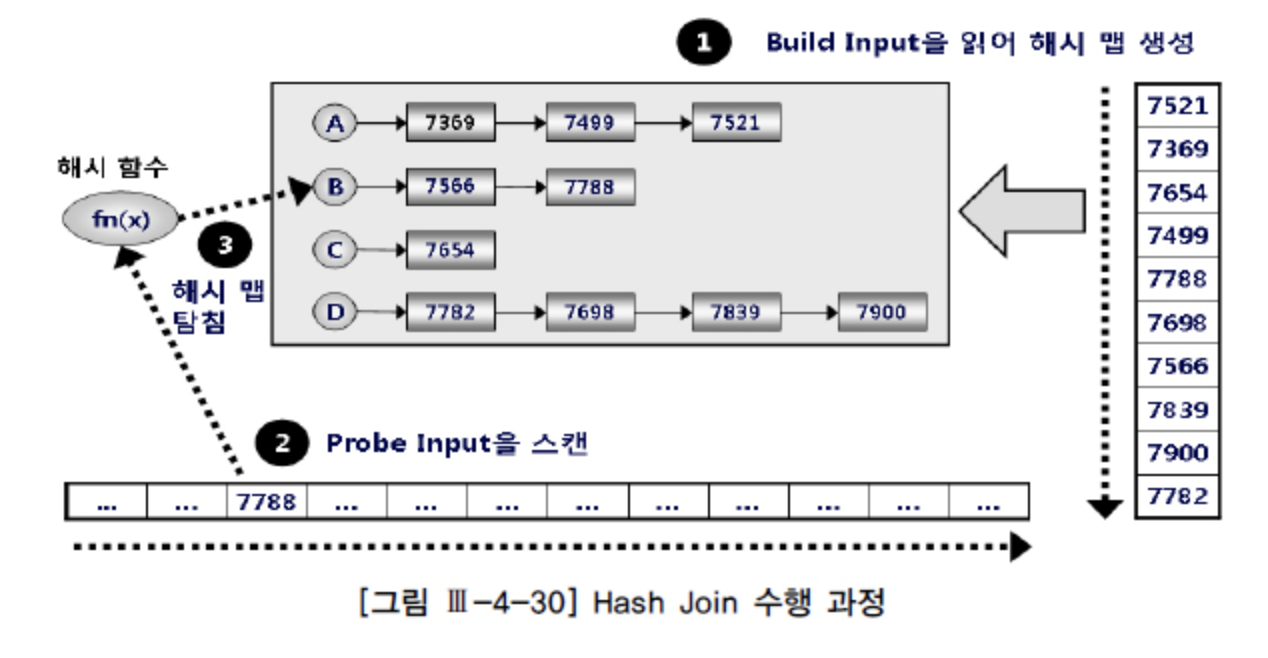 1 Build Input을 읽어 해시 맵 생성
A 7369 7499 7521
B 7566 7788
C 7654
D 7782 7698 7839 7900
해시 함수
fn(x)
3
해시 맵
탐침
7521
7369
7654
7499
7788
7698
7566
7839
7900
7782
2 Probe Input을 스캔
... ... 7788 ... ... ... ... ... ... ... ... ...
[그림 Ⅲ-4-30] Hash Join 수행 과정